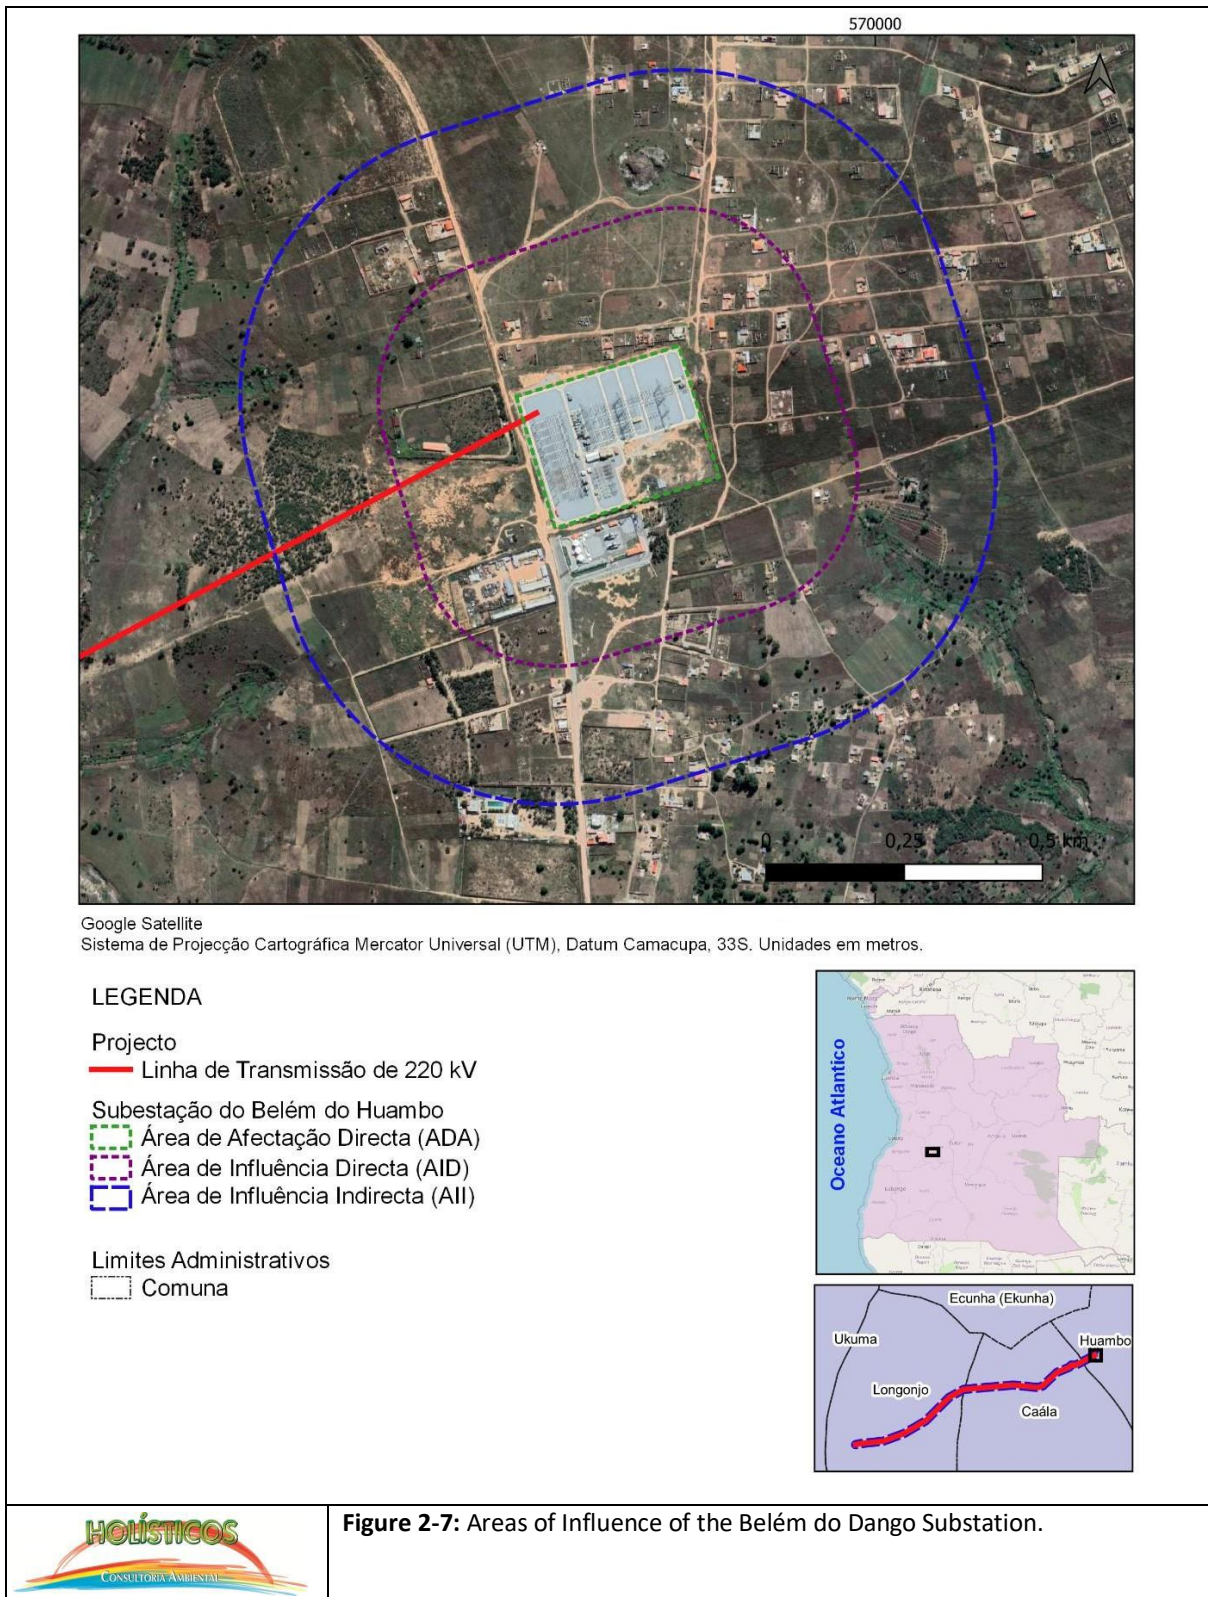 570000
0
0,25
0,5 km
Google Satellite
Sistema de Projecção Cartográfica Mercator Universal (UTM), Datum Camacupa, 33S. Unidades em metros.
LEGENDA
Projecto
Linha de Transmissão de 220 kV
Subestação do Belém do Huambo
Área de Afectação Directa (ADA)
Área de Influência Directa (AID)
Área de Influência Indirecta (AII)
Limites Administrativos
Comuna
Oceano Atlantico
Ecunha (Ekunha)
Ukuma
Huambo
Longonjo
Caála
HOLÍSTICOS
CONSULTORIA AMBIENTAL
Figure 2-7: Areas of Influence of the Belém do Dango Substation.